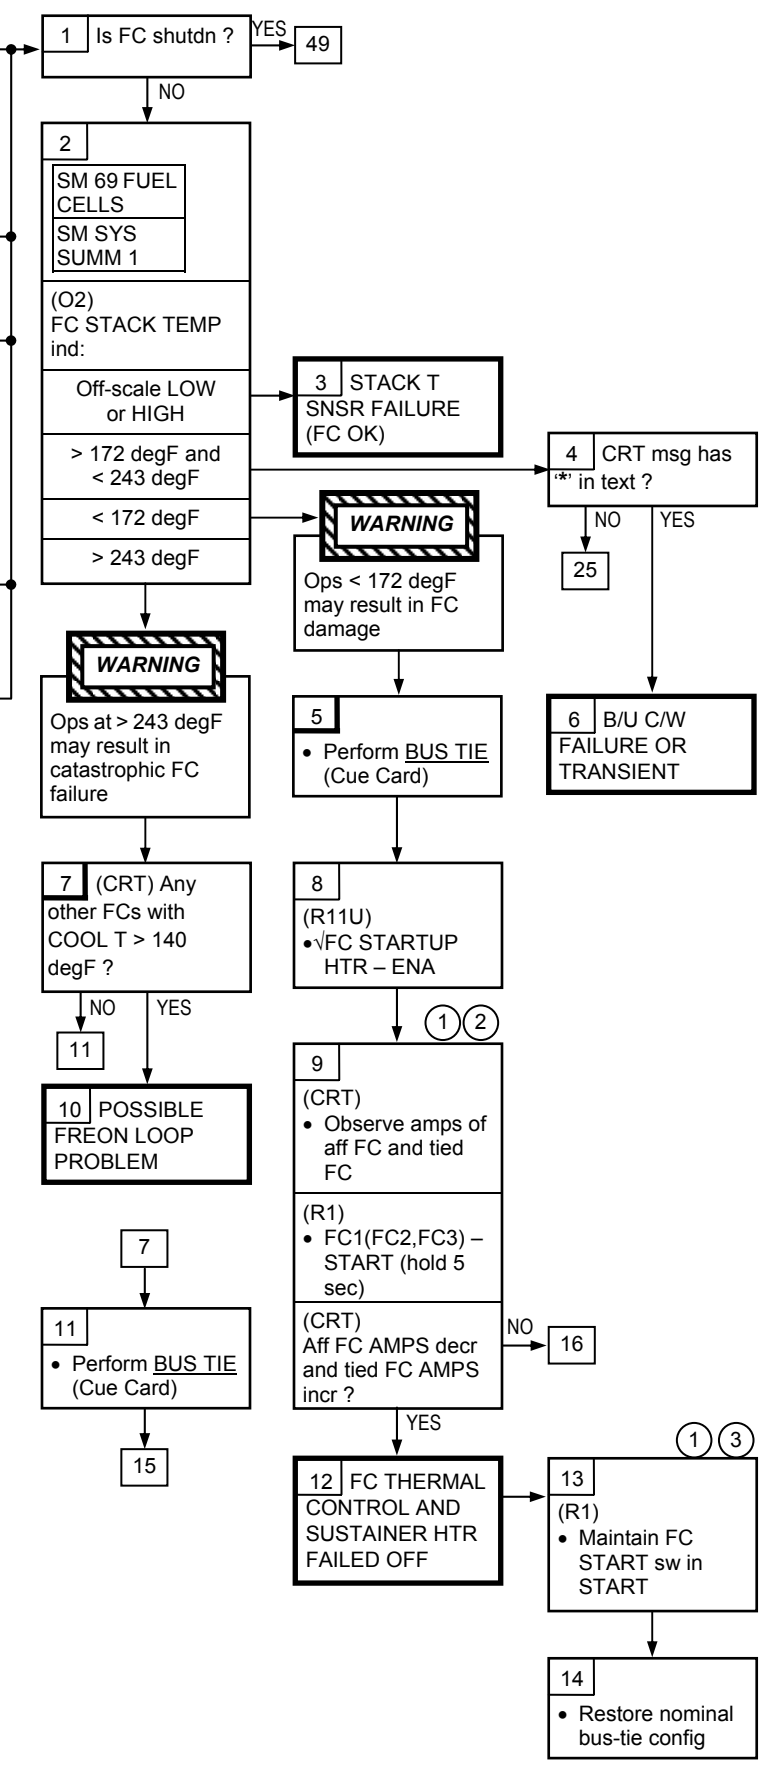 1
Is FC shutdn ?
YES
49
NO
2
SM 69 FUEL
CELLS
SM SYS
SUMM 1
(O2)
FC STACK TEMP
ind:
Off-scale LOW
or HIGH
> 172 degF and
< 243 degF
< 172 degF
> 243 degF
3 STACK T
SNSR FAILURE
(FC OK)
4 CRT msg has
'*' in text ?
NO
YES
25
6 B/U C/W
FAILURE OR
TRANSIENT
WARNING
Ops < 172 degF
may result in FC
damage
5
• Perform BUS TIE
(Cue Card)
WARNING
Ops at > 243 degF
may result in
catastrophic FC
failure
7 (CRT) Any
other FCs with
COOL T > 140
degF ?
NO
YES
11
10 POSSIBLE
FREON LOOP
PROBLEM
8
(R11U)
•√FC STARTUP
HTR – ENA
1 2
9
(CRT)
• Observe amps of
aff FC and tied
FC
(R1)
• FC1(FC2,FC3) –
START (hold 5
sec)
(CRT)
Aff FC AMPS decr
and tied FC AMPS
incr ?
NO
16
YES
7
11
• Perform BUS TIE
(Cue Card)
15
12 FC THERMAL
CONTROL AND
SUSTAINER HTR
FAILED OFF
1 3
13
(R1)
• Maintain FC
START sw in
START
14
• Restore nominal
bus-tie config